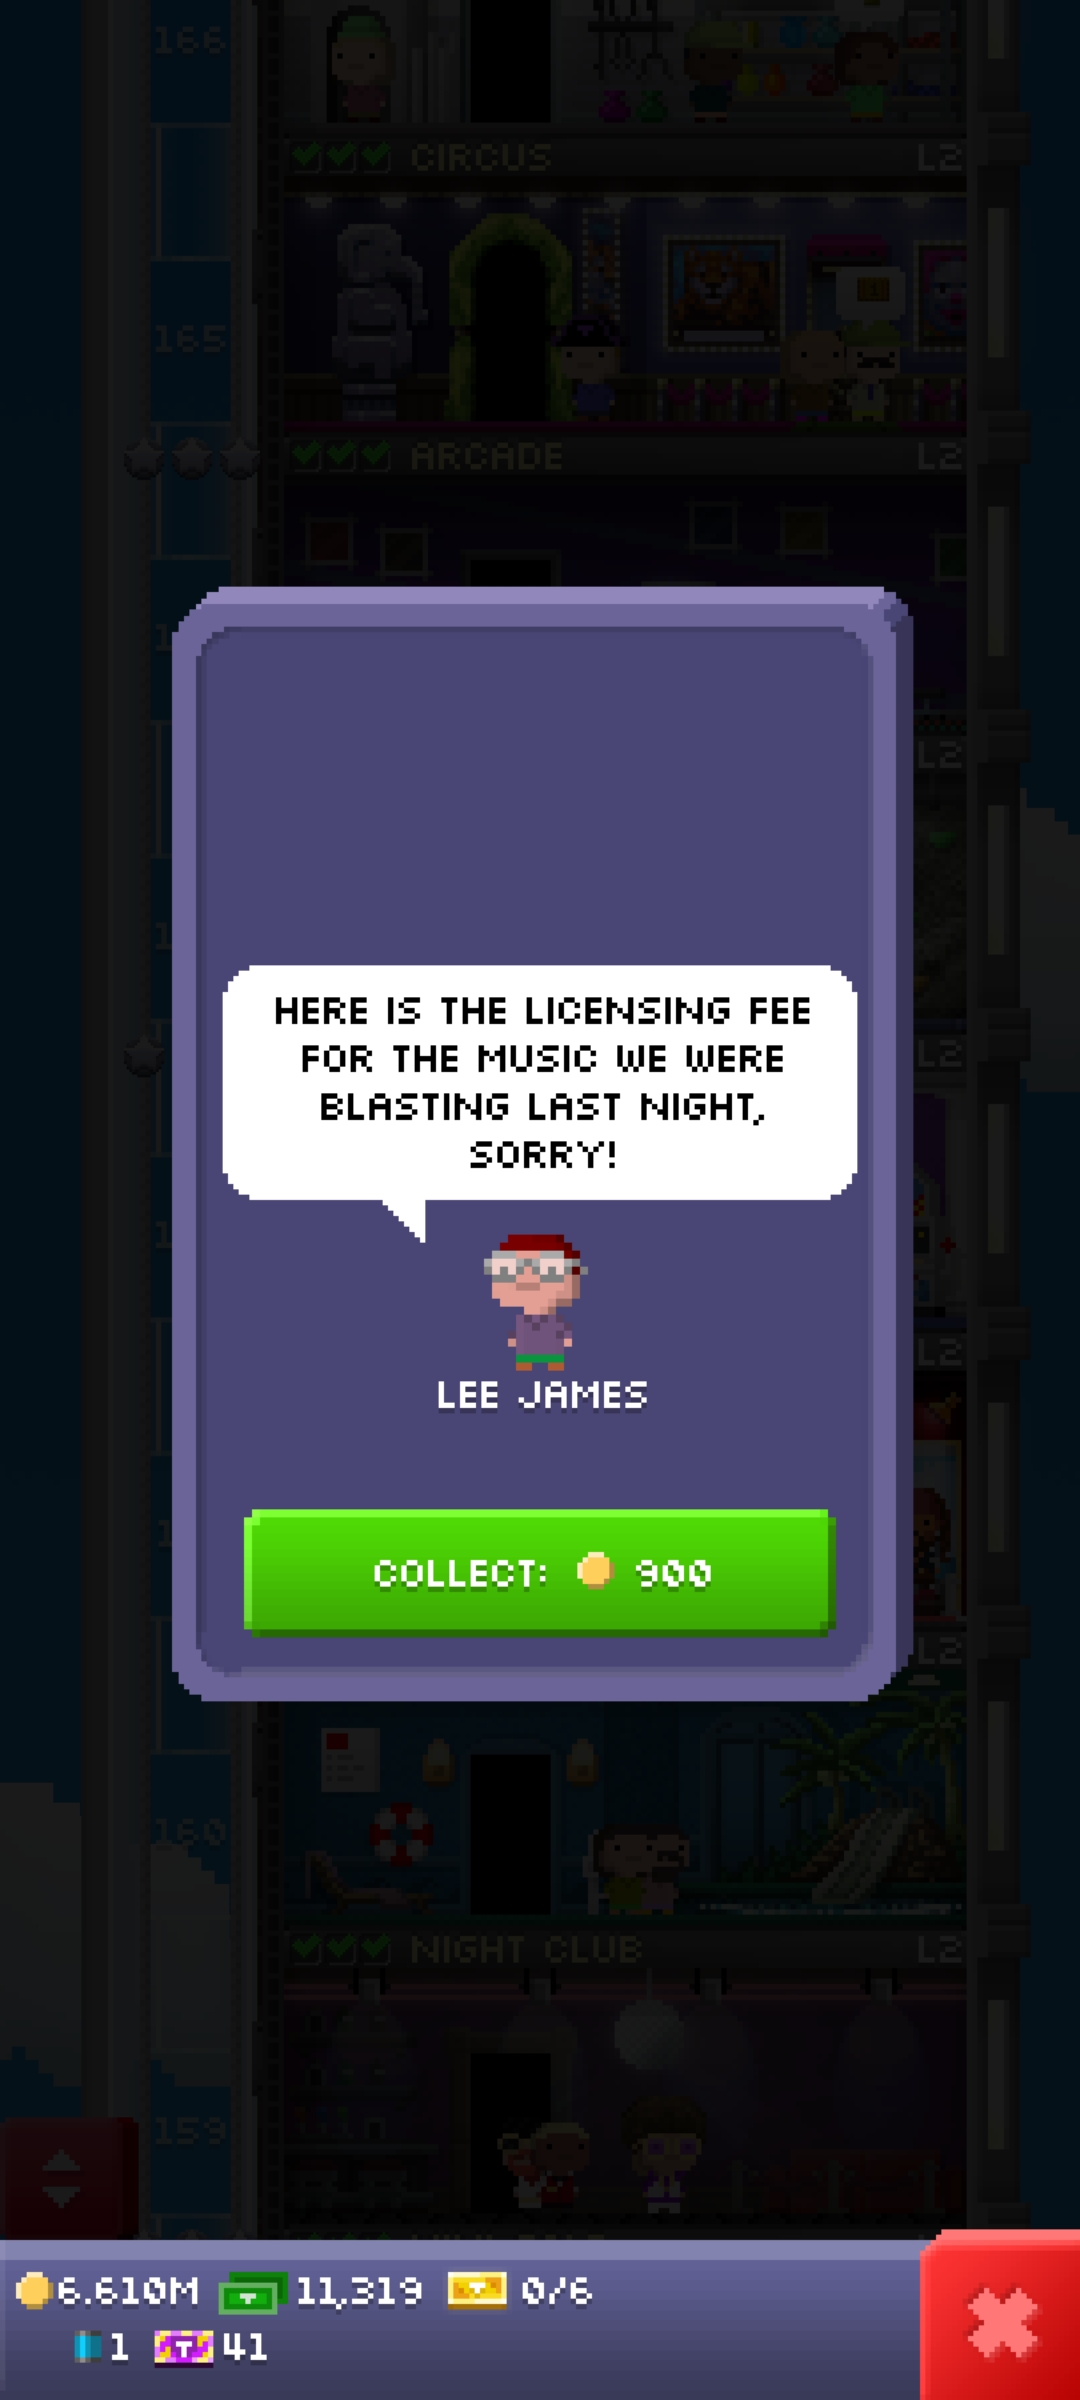 166
CIRCUS L2
165
ARCADE L2
L2
HERE IS THE LICENSING FEE
FOR THE MUSIC WE WERE
BLASTING LAST NIGHT,
SORRY!
L2
L2
LEE JAMES
COLLECT: 900
L2
160
NIGHT CLUB L2
159
6.610M 11,319 0/6
1 41